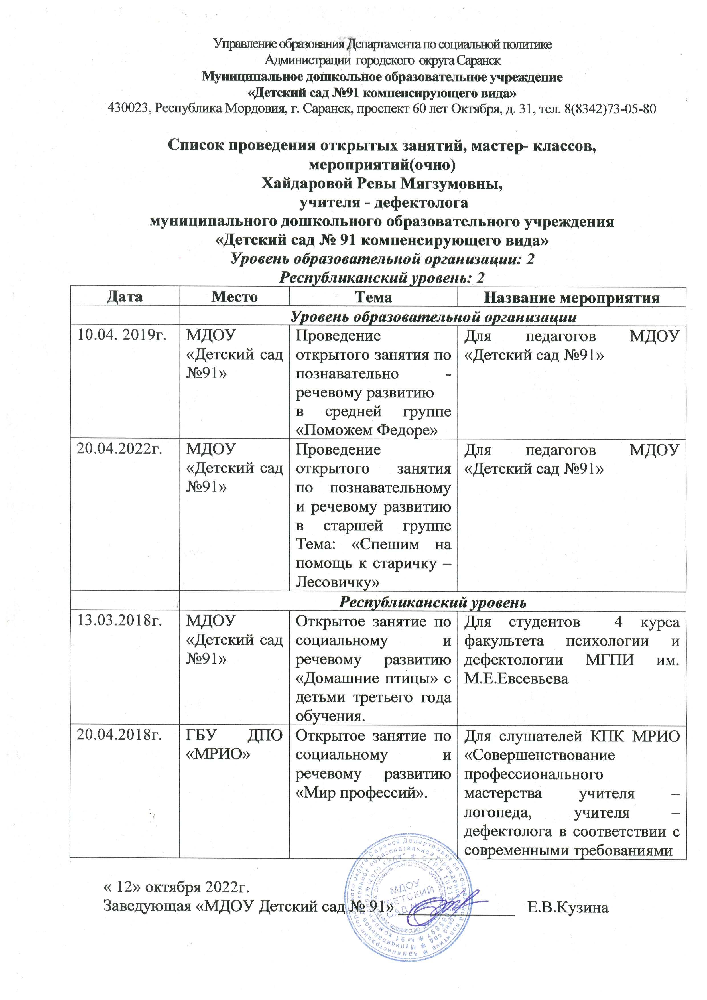 Управление образования Департамента по социальной политике
Администрации городского округа Саранск
Муниципальное дошкольное образовательное учреждение
«Детский сад №91 компенсирующего вида»
430023, Республика Мордовия, г. Саранск, проспект 60 лет Октября, д. 31, тел. 8(8342)73-05-80
Список проведения открытых занятий, мастер- классов,
мероприятий(очно)
Хайдаровой Ревы Мягзумовны,
учителя - дефектолога
муниципального дошкольного образовательного учреждения
«Детский сад № 91 компенсирующего вида»
Уровень образовательной организации: 2
Республиканский уровень: 2
Дата Место Тема Название мероприятия
Уровень образовательной организации
10.04. 2019г.
МДОУ
«Детский сад
№91»
Проведение
открытого занятия по
познавательно -
речевому развитию
в средней группе
«Поможем Федоре»
Для педагогов МДОУ
«Детский сад №91»
20.04.2022г.
МДОУ
«Детский сад
№91»
Проведение
открытого занятия
по познавательному
и речевому развитию
в старшей группе
Тема: «Спешим на
помощь к старичку –
Лесовичку»
Для педагогов МДОУ
«Детский сад №91»
Республиканский уровень
13.03.2018г.
МДОУ
«Детский сад
№91»
Открытое занятие по
социальному и
речевому развитию
«Домашние птицы» с
детьми третьего года
обучения.
Для студентов 4 курса
факультета психологии и
дефектологии МГПИ им.
М.Е.Евсевьева
20.04.2018г.
ГБУ ДПО
«МРИО»
Открытое занятие по
социальному и
речевому развитию
«Мир профессий».
Для слушателей КПК МРИО
«Совершенствование
профессионального
мастерства учителя –
логопеда, учителя –
дефектолога в соответствии с
современными требованиями
« 12» октября 2022г.
Заведующая «МДОУ Детский сад № 91» Е.В.Кузина
МДОУ
"ДЕТСКИЙ
САД №91"